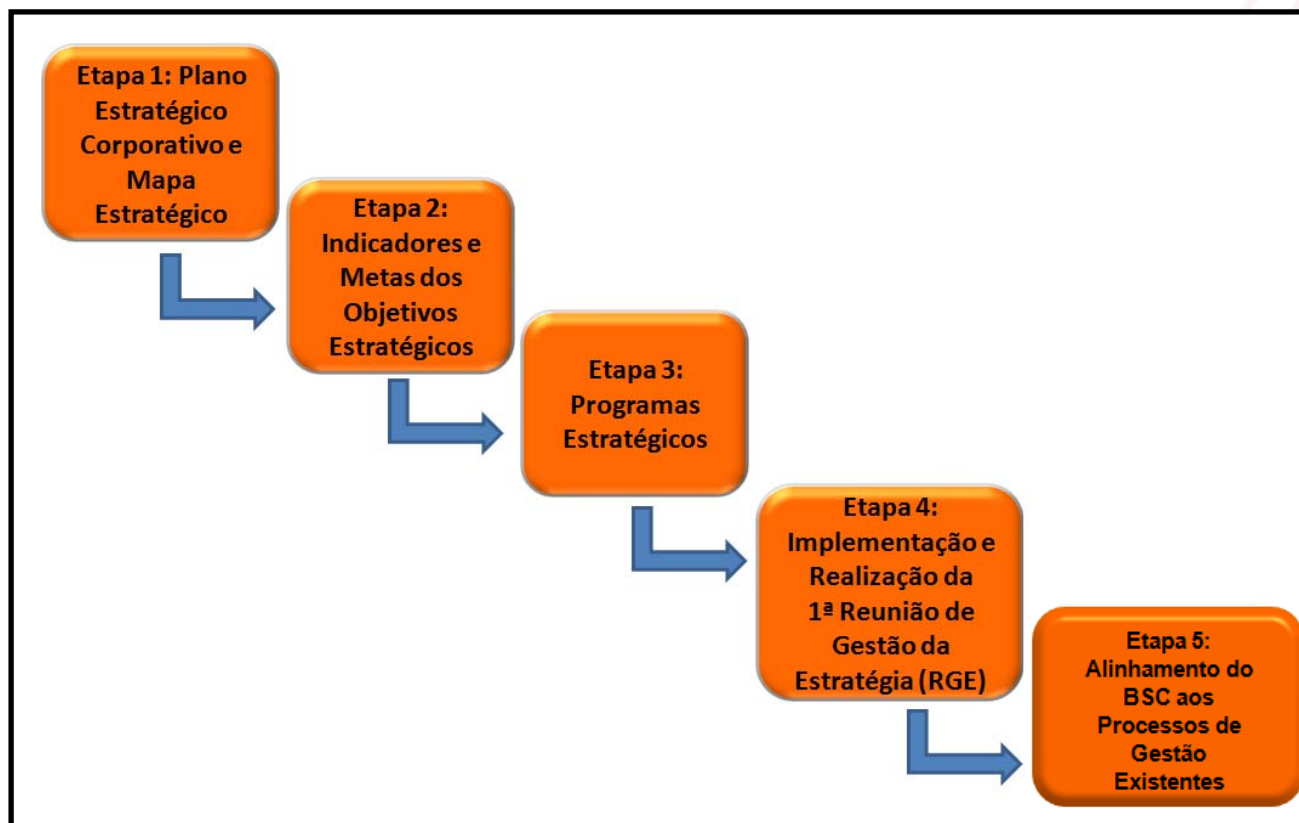 Etapa 1: Plano
Estratégico
Corporativo e
Mapa
Estratégico
Etapa 2:
Indicadores e
Metas dos
Objetivos
Estratégicos
Etapa 3:
Programas
Estratégicos
Etapa 4:
Implementação e
Realização da
1ª Reunião de
Gestão da
Estratégia (RGE)
Etapa 5:
Alinhamento do
BSC aos
Processos de
Gestão
Existentes